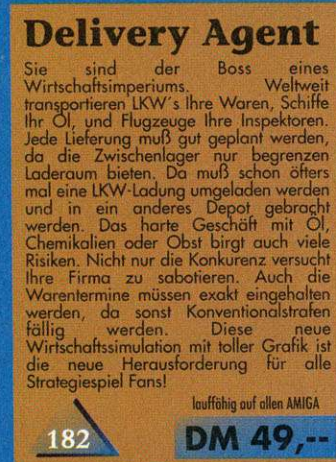 Delivery Agent
Sie sind der Boss eines
Wirtschaftsimperiums. Weltweit
transportieren LKW's Ihre Waren, Schiffe
Ihr Öl, und Flugzeuge Ihre Inspektoren.
Jede Lieferung muß gut geplant werden,
da die Zwischenlager nur begrenzen
Laderaum bieten. Da muß schon öfters
mal eine LKW-Ladung umgeladen werden
und in ein anderes Depot gebracht
werden. Das harte Geschäft mit Öl,
Chemikalien oder Obst birgt auch viele
Risiken. Nicht nur die Konkurenz versucht
Ihre Firma zu sabotieren. Auch die
Warentermine müssen exakt eingehalten
werden, da sonst Konventionalstrafen
fällig werden. Diese neue
Wirtschaftssimulation mit toller Grafik ist
die neue Herausforderung für alle
Strategiespiel Fans!
lauffähig auf allen AMIGA
182
DM 49,--